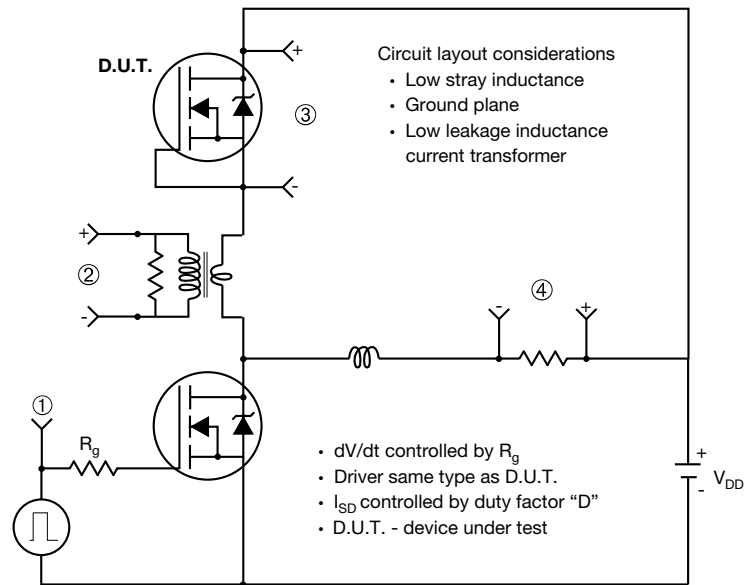 D.U.T.
+
Circuit layout considerations
• Low stray inductance
• Ground plane
• Low leakage inductance
current transformer
③
-
+
②
-
④
-
+
①
Rg
• dV/dt controlled by Rg
• Driver same type as D.U.T.
• ISD controlled by duty factor “D”
• D.U.T. - device under test
+
VDD
-